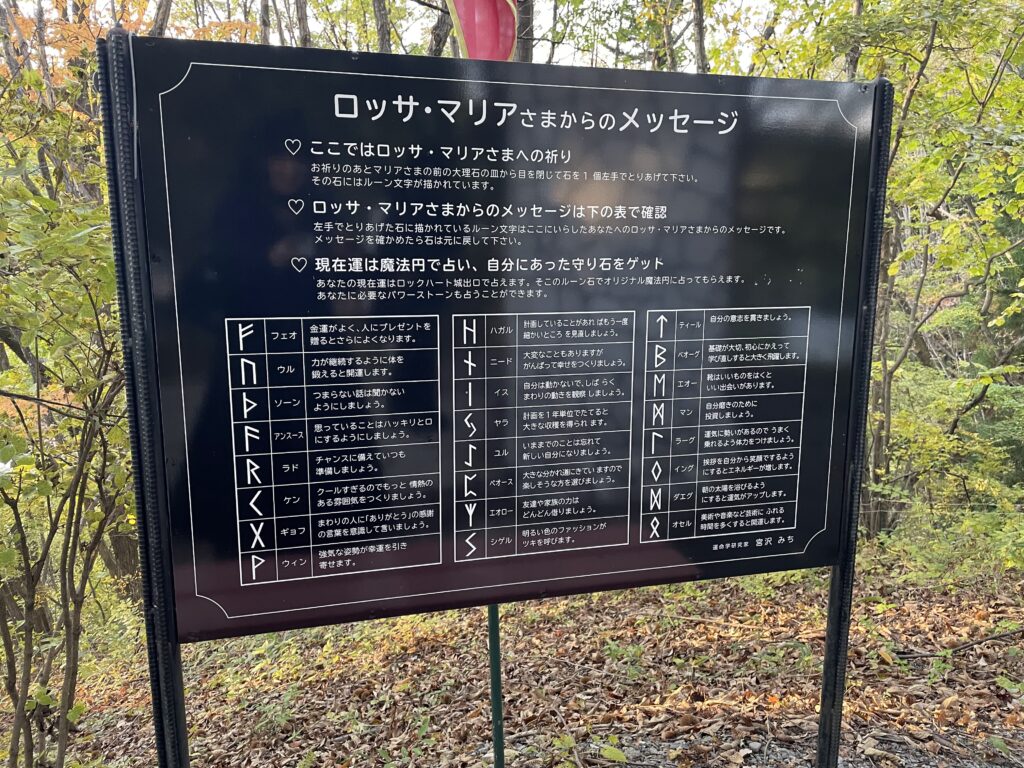 ロッサ・マリアさまからのメッセージ
♡ ここではロッサ・マリアさまへの祈り
お祈りのあとマリアさまの前の大理石の皿から目を閉じて石を1 個左手でとりあげて下さい。
その石にはルーン文字が描かれています。
♡ ロッサ・マリアさまからのメッセージは下の表で確認
左手でとりあげた石に描かれているルーン文字はここにいらしたあなたへのロッサ・マリアさまからのメッセージです。
メッセージを確かめたら石は元に戻して下さい。
♡ 現在運は魔法円で占い、自分にあった守り石をゲット
あなたの現在運はロックハート城出口で占えます。そこのルーン石でオリジナル魔法円に占ってもらえます。
あなたに必要なパワーストーンも占うことができます。
ᚠ フェオ 金運がよく、人にプレゼントを
贈るとさらによくなります。
ᚢ ウル 力が継続するように体を
鍛えると開運します。
ᚦ ソーン つまらない話は聞かない
ようにしましょう。
ᚩ アンスース 思っていることはハッキリと口
にするようにしましょう。
ᚱ ラド チャンスに備えていつも
準備しましょう。
ᚲ ケン クールすぎるのでもっと 情熱の
ある雰囲気をつくりましょう。
ᚷ ギョフ まわりの人に「ありがとう」の感謝
の言葉を意識して言いましょう。
ᚹ ウィン 強気な姿勢が幸運を引き
寄せます。
ᚺ ハガル 計画していることがあれ ばもう一度
細かいところ を見直しましょう。
ᚾ ニード 大変なこともありますが
がんばって幸せをつくりましょう。
ᛁ イス 自分は動かないで、しば らく
まわりの動きを観察 しましょう。
ᛃ ヤラ 計画を1年単位でたてると
大きな収穫を得られ ます。
ᛇ ユル いままでのことは忘れて
新しい自分になりましょう。
ᛈ ペオース 大きな分かれ道にきてい ますので
楽しそうな方を選びましょう。
ᛉ エオロー 友達や家族の力は
どんどん借りましょう。
ᛊ シゲル 明るい色のファッションが
ツキを呼びます。
ᛏ ティール 自分の意志を貫きましょう。
ᛒ ベオーグ 基礎が大切、初心にかえって
学び直しすると大きく飛躍します。
ᛖ エオー 靴はいいものをはくと
いい出会いがあります。
ᛗ マン 自分磨きのために
投資しましょう。
ᛚ ラーグ 運気に勢いがあるので うまく
乗れるよう体力をつけましょう。
ᛜ イング 挨拶を自分から笑顔でするよう
にするとエネルギーが増します。
ᛞ ダエグ 朝の太陽を浴びるよう
にすると運気がアップします。
ᛟ オセル 美術や音楽など芸術に ふれる
時間を多くすると開運します。
運命学研究家 宮沢 みち